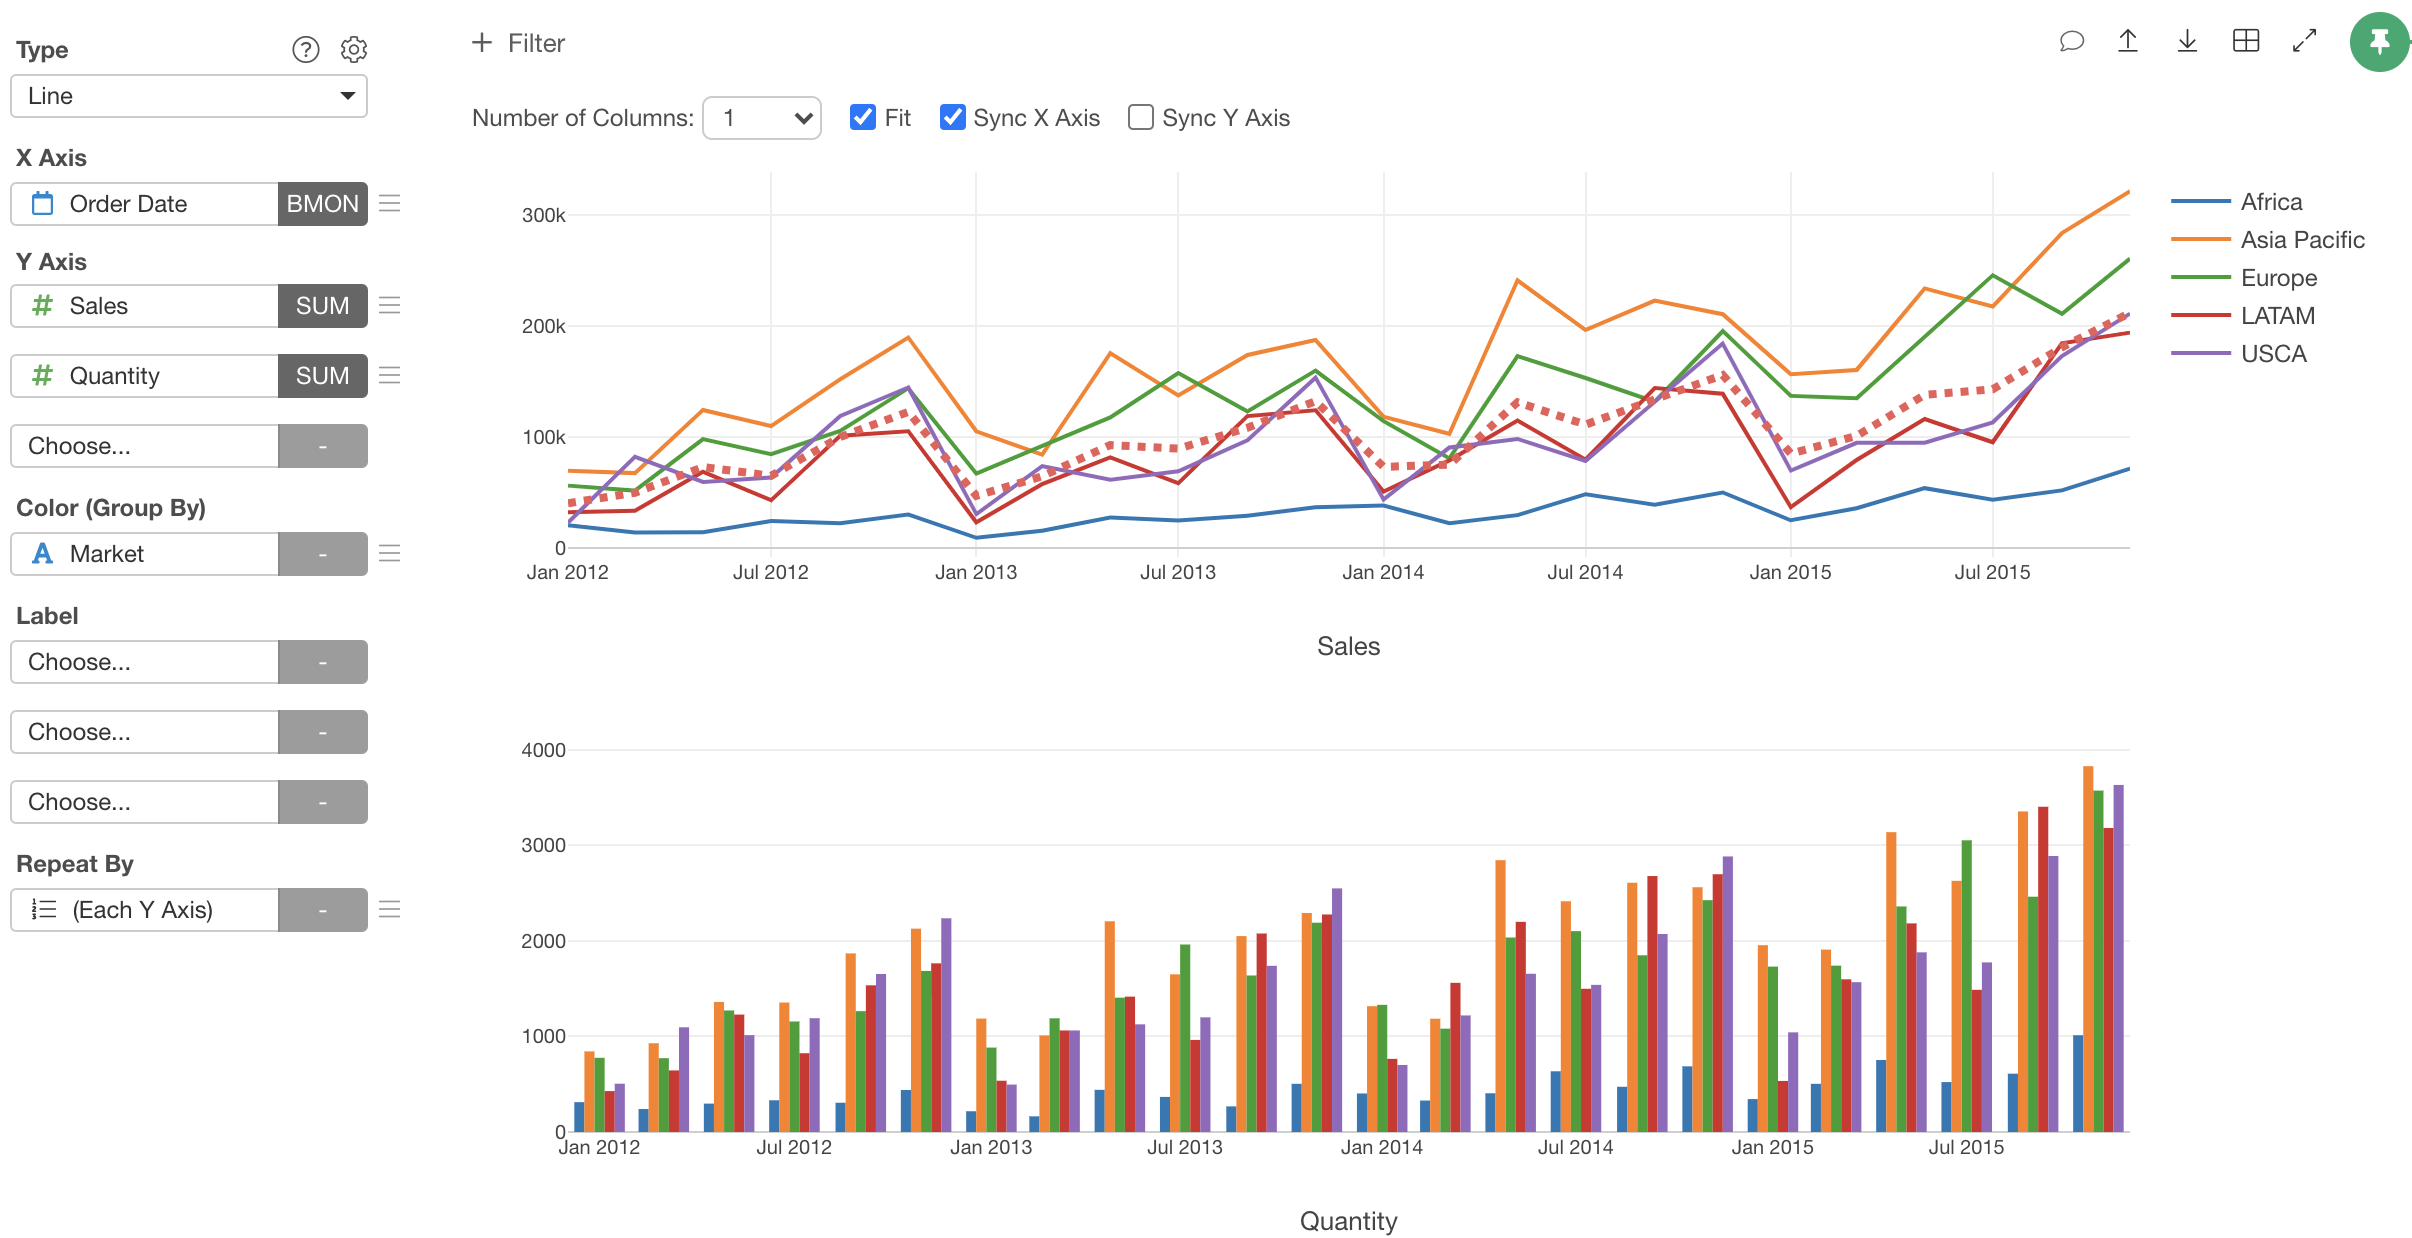 Type
Line
X Axis
Order Date BMON
Y Axis
# Sales SUM
# Quantity SUM
Choose... -
Color (Group By)
A Market -
Label
Choose... -
Choose... -
Choose... -
Repeat By
(Each Y Axis) -
+ Filter
Number of Columns: 1 Fit Sync X Axis Sync Y Axis
300k
200k
100k
0
Jan 2012 Jul 2012 Jan 2013 Jul 2013 Jan 2014 Jul 2014 Jan 2015 Jul 2015
Sales
Africa
Asia Pacific
Europe
LATAM
USCA
4000
3000
2000
1000
0
Jan 2012 Jul 2012 Jan 2013 Jul 2013 Jan 2014 Jul 2014 Jan 2015 Jul 2015
Quantity